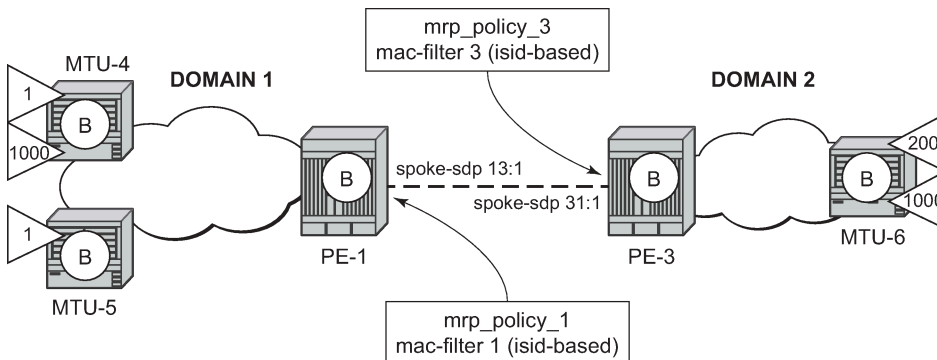 mrp_policy_3
mac-filter 3 (isid-based)
MTU-4
DOMAIN 1
DOMAIN 2
1
B
1000
B
spoke-sdp 13:1
spoke-sdp 31:1
B
200
B
1000
1
B
MTU-5
PE-1
PE-3
MTU-6
mrp_policy_1
mac-filter 1 (isid-based)